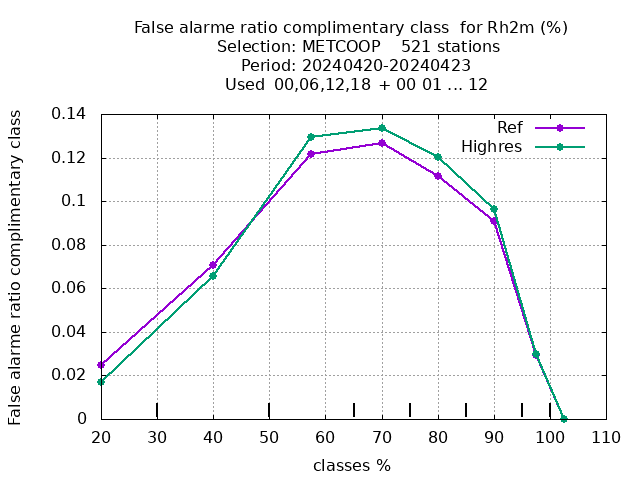 False alarme ratio complimentary class  for Rh2m (%)
Selection: METCOOP    521 stations
Period: 20240420-20240423
Used  00,06,12,18 + 00 01 ... 12
False alarme ratio complimentary class
0.14
0.12
0.1
0.08
0.06
0.04
0.02
0
Ref
Highres
20 30 40 50 60 70 80 90 100 110
classes %